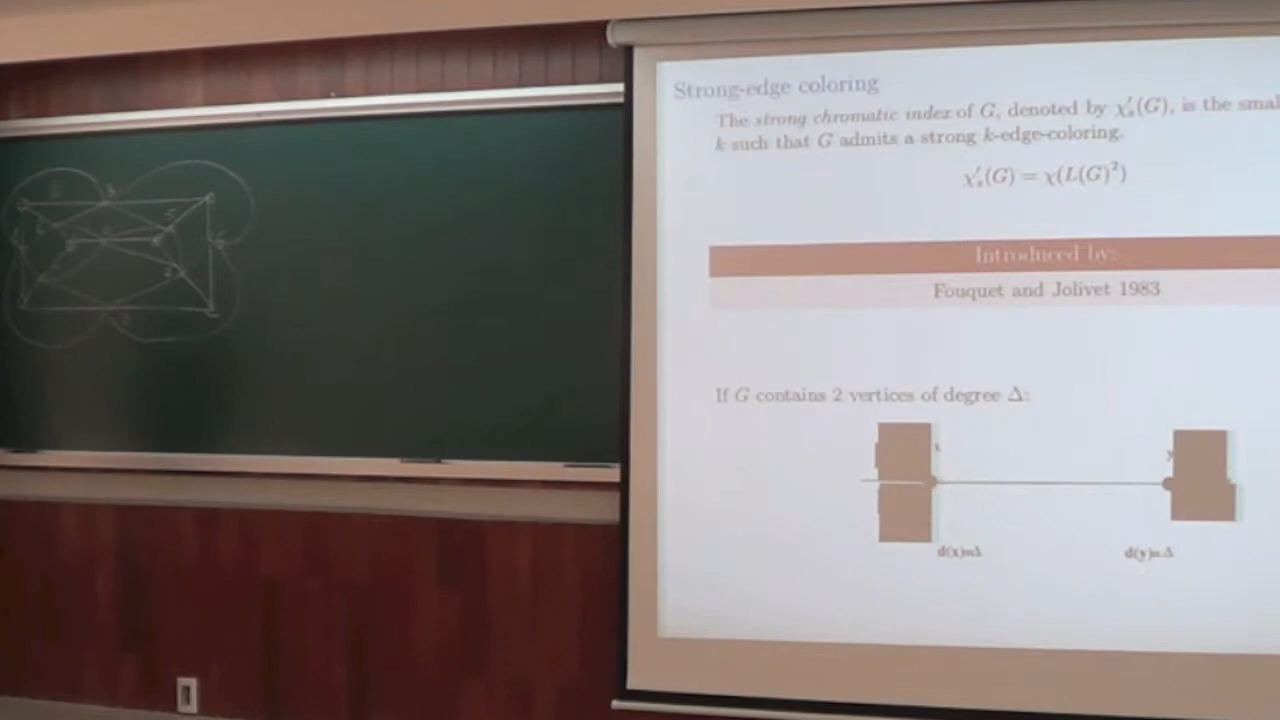 Strong-edge coloring
The strong chromatic index of G, denoted by χ′ₛ(G), is the smal
k such that G admits a strong k-edge-coloring.
χ′ₛ(G) = χ(L(G)²)
Introduced by:
Fouquet and Jolivet 1983
If G contains 2 vertices of degree Δ:
d(x)=Δ d(y)=Δ